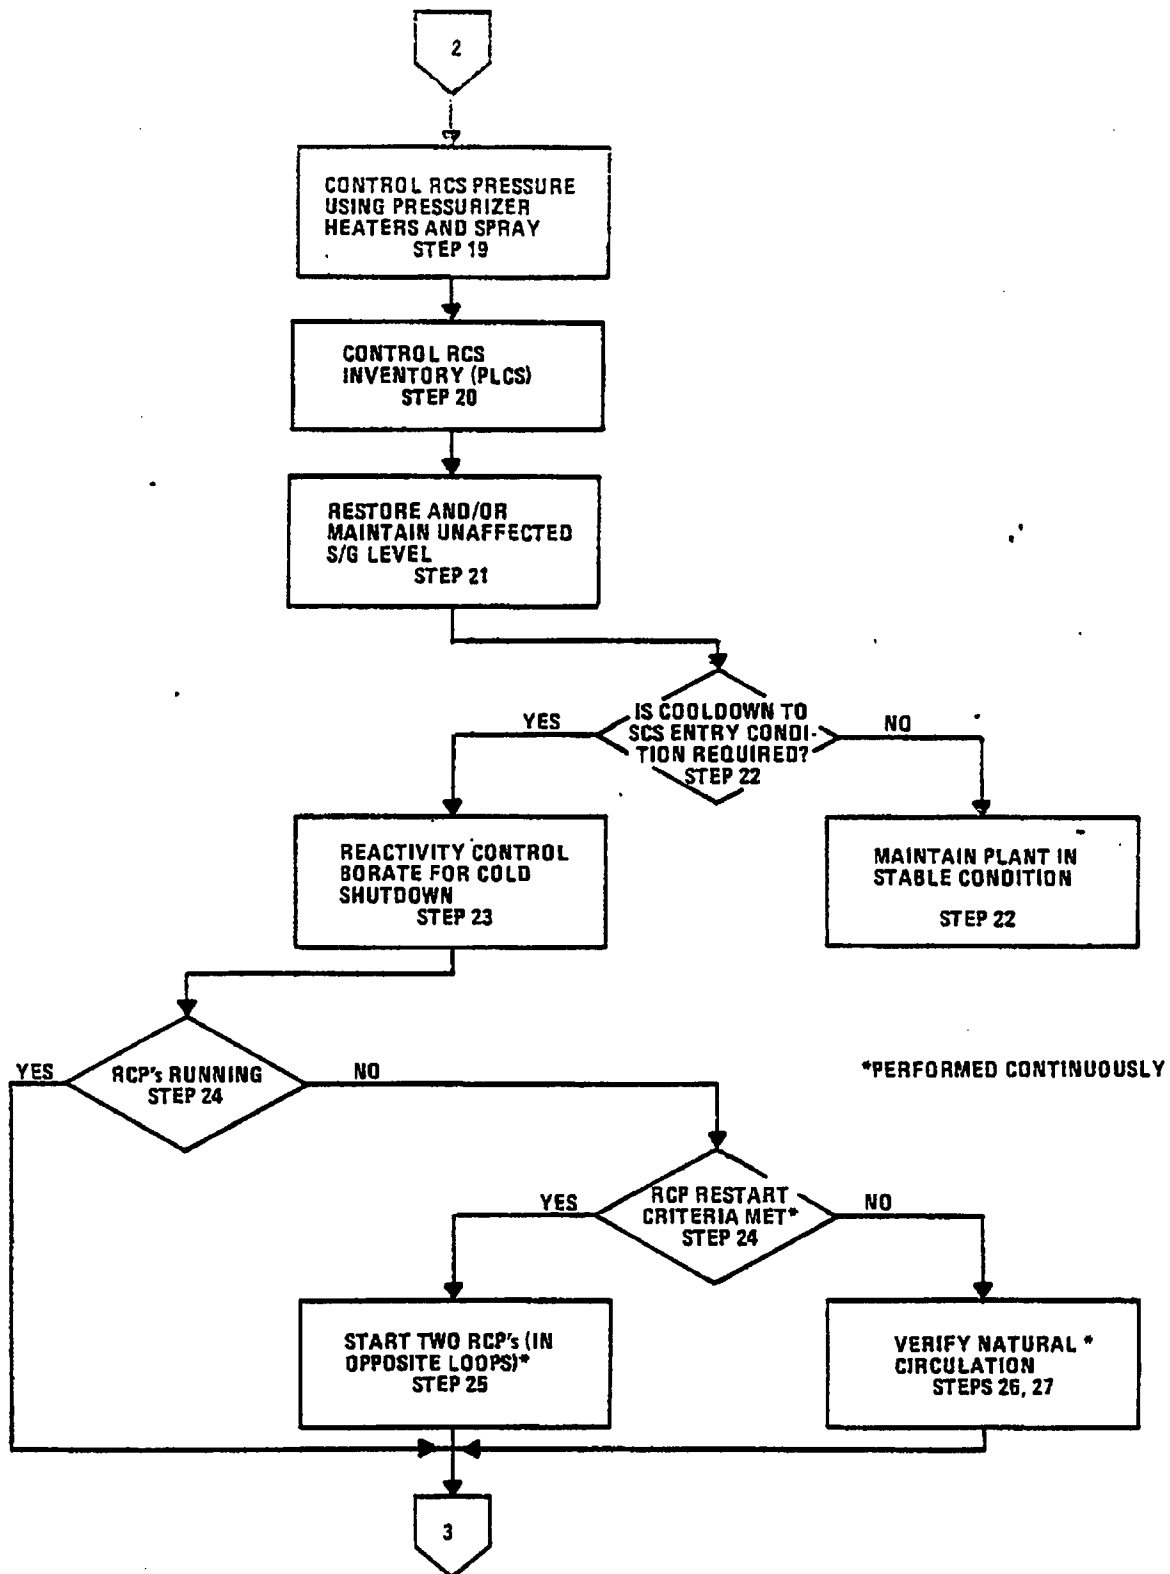 2
CONTROL RCS PRESSURE
USING PRESSURIZER
HEATERS AND SPRAY
STEP 19
CONTROL RCS
INVENTORY (PLCS)
STEP 20
RESTORE AND/OR
MAINTAIN UNAFFECTED
S/G LEVEL
STEP 21
IS COOLDOWN TO
SCS ENTRY CONDI-
TION REQUIRED?
STEP 22
YES
NO
REACTIVITY CONTROL
BORATE FOR COLD
SHUTDOWN
STEP 23
MAINTAIN PLANT IN
STABLE CONDITION
STEP 22
YES
RCP's RUNNING
STEP 24
NO
*PERFORMED CONTINUOUSLY
YES
RCP RESTART
CRITERIA MET*
STEP 24
NO
START TWO RCP's (IN
OPPOSITE LOOPS)*
STEP 25
VERIFY NATURAL *
CIRCULATION
STEPS 26, 27
3